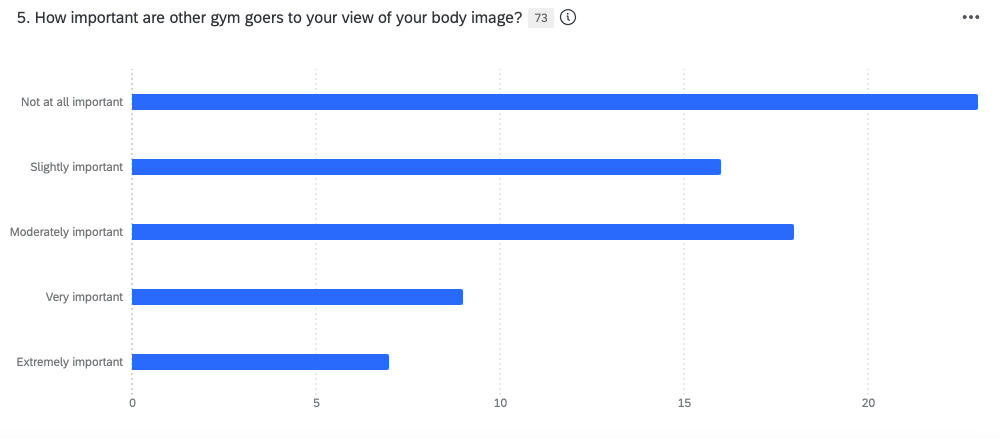 5. How important are other gym goers to your view of your body image? 73
Not at all important
Slightly important
Moderately important
Very important
Extremely important
0 5 10 15 20